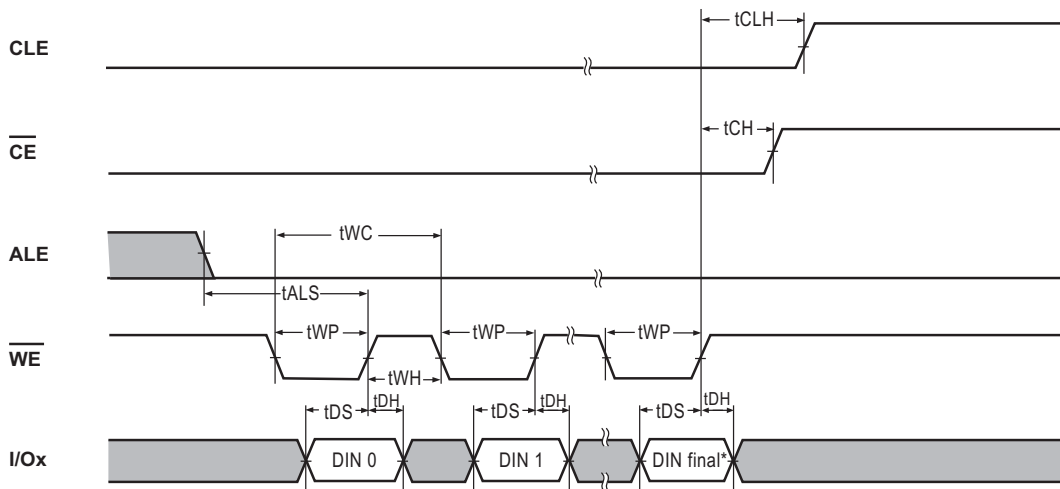 tCLH
CLE
tCH
CE
ALE
tWC
tALS
WE
tWP tWP tWP
tWH
tDS tDH tDS tDH tDS tDH
I/Ox
DIN 0 DIN 1 DIN final*